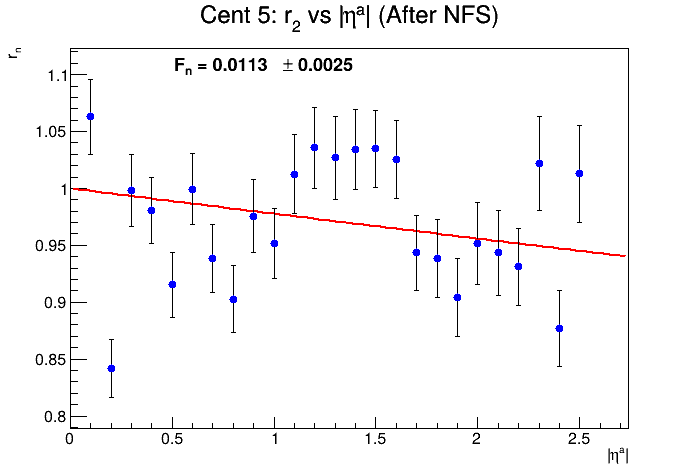 Cent 5: r2 vs |ηa| (After NFS)
rn
Fn = 0.0113 ± 0.0025
1.1
1.05
1
0.95
0.9
0.85
0.8
0 0.5 1 1.5 2 2.5
|ηa|